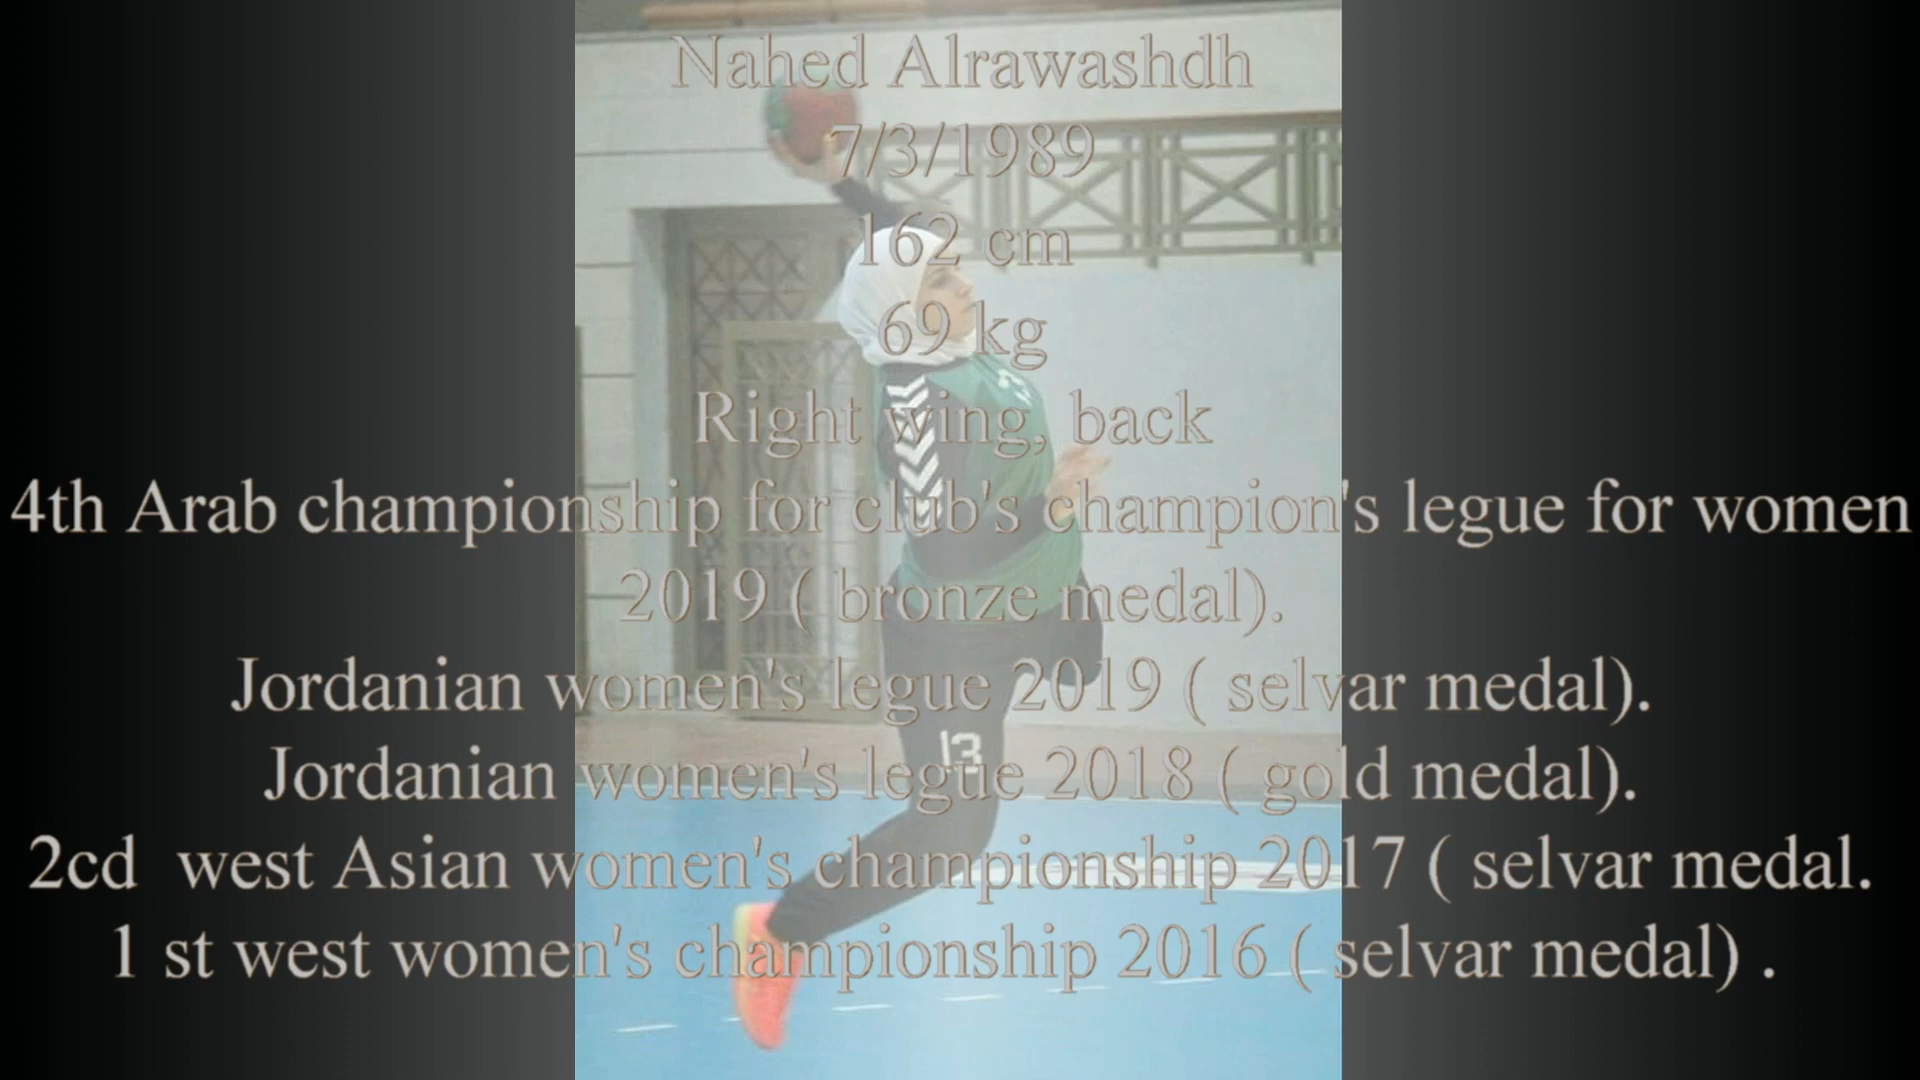 Nahed Alrawashdh
7/3/1989
162 cm
69 kg
Right wing, back
4th Arab championship for club's champion's legue for women
2019 ( bronze medal).
Jordanian women's legue 2019 ( selvar medal).
13
Jordanian women's legue 2018 ( gold medal).
2cd  west Asian women's championship 2017 ( selvar medal.
1 st west women's championship 2016 ( selvar medal) .